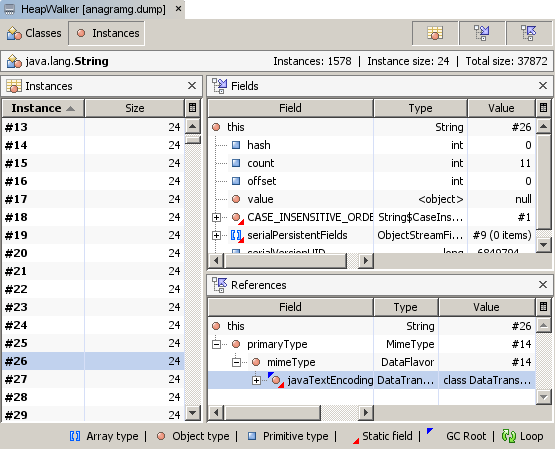 HeapWalker [anagramg.dump] ×
Classes Instances
java.lang.String Instances: 1578 | Instance size: 24 | Total size: 37872
Instances
Instance Size
#13 24
#14 24
#15 24
#16 24
#17 24
#18 24
#19 24
#20 24
#21 24
#22 24
#23 24
#24 24
#25 24
#26 24
#27 24
#28 24
#29 24
Fields
Field Type Value
this String #26
hash int 0
count int 11
offset int 0
value <object> null
CASE_INSENSITIVE_ORDE String$CaseIns... #1
serialPersistentFields ObjectStreamFi... #9 (0 items)
References
Field Type Value
this String #26
primaryType MimeType #14
mimeType DataFlavor #14
javaTextEncoding DataTran... class DataTrans...
Array type | Object type | Primitive type | Static field | GC Root | Loop